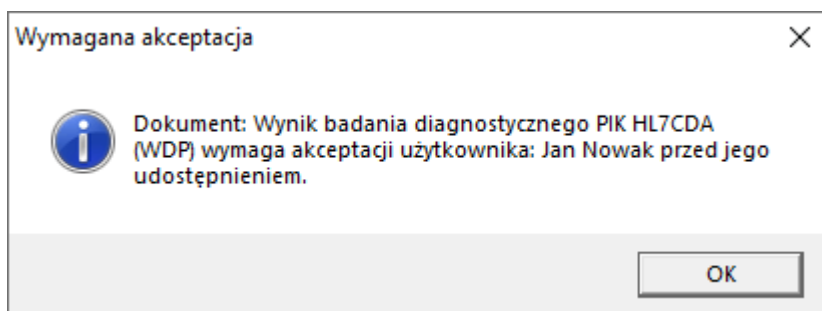 Wymagana akceptacja
Dokument: Wynik badania diagnostycznego PIK HL7CDA
(WDP) wymaga akceptacji użytkownika: Jan Nowak przed jego
udostępnieniem.
OK